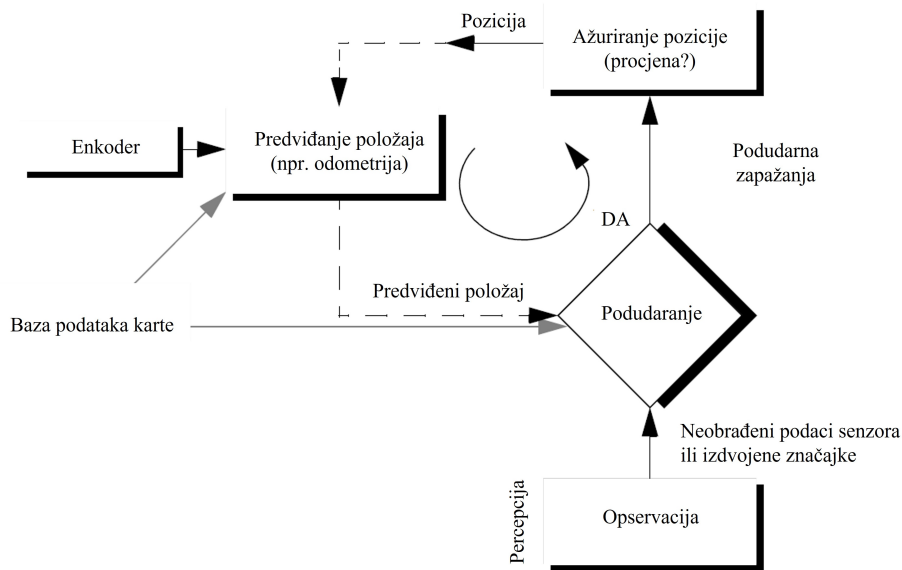 Pozicija
Ažuriranje pozicije
(procjena?)
Enkoder
Predviđanje položaja
(npr. odometrija)
Podudarna
zapažanja
DA
Predviđeni položaj
Podudaranje
Baza podataka karte
Neobrađeni podaci senzora
ili izdvojene značajke
Percepcija
Opservacija